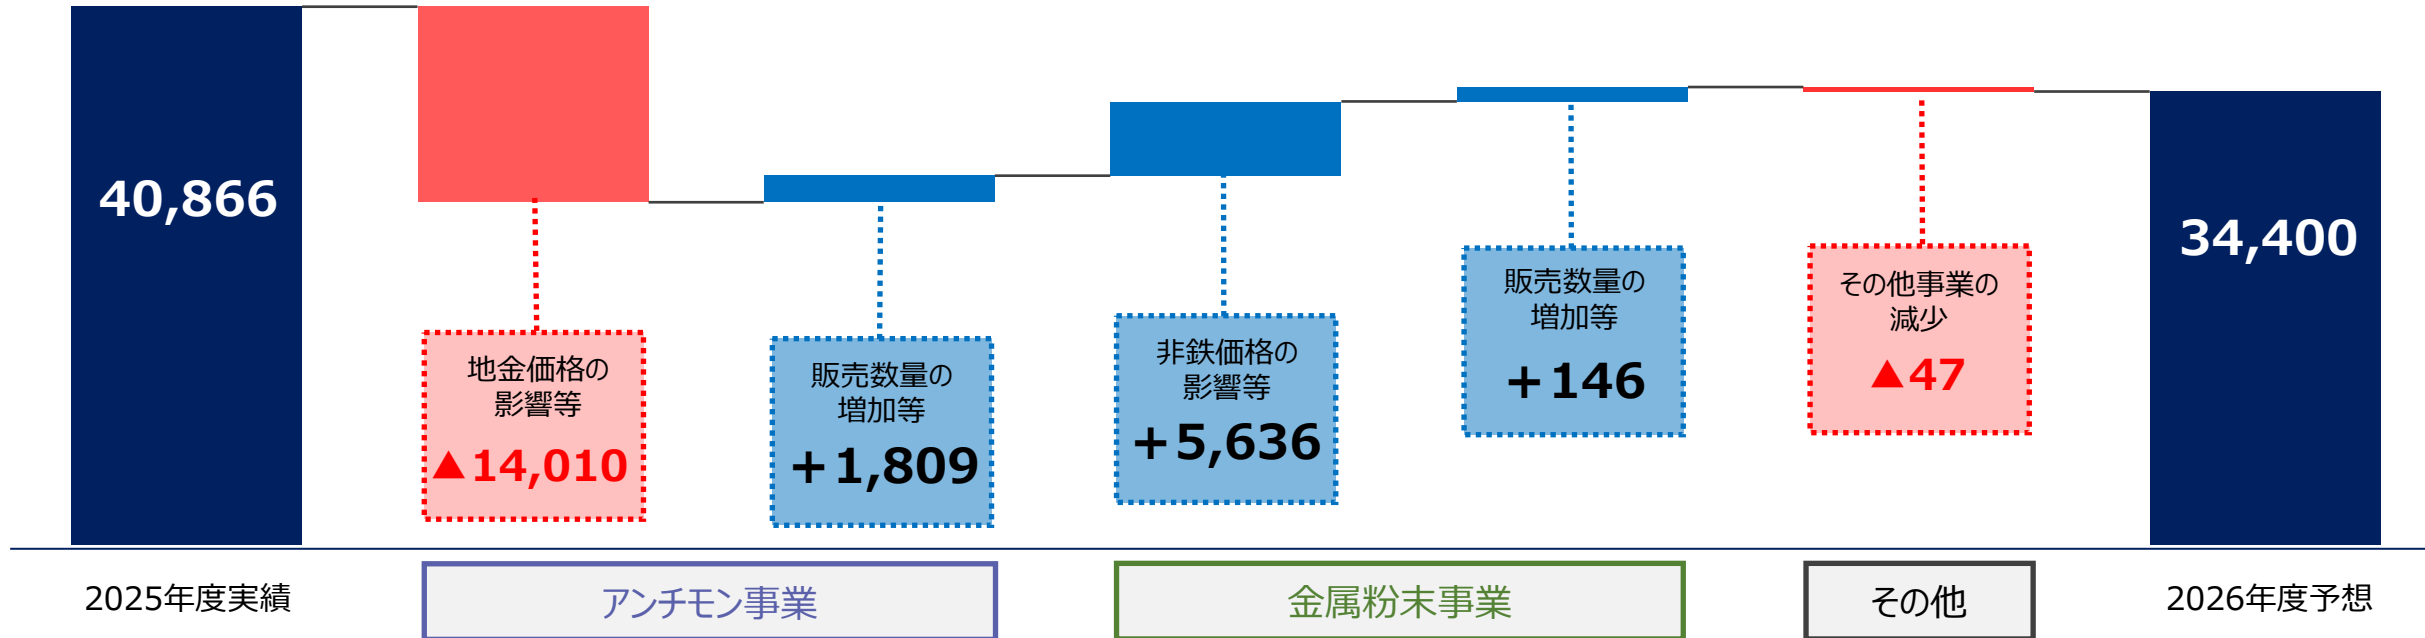 40,866
地金価格の
影響等
▲14,010
販売数量の
増加等
+1,809
非鉄価格の
影響等
+5,636
販売数量の
増加等
+146
その他事業の
減少
▲47
34,400
2025年度実績
アンチモン事業
金属粉末事業
その他
2026年度予想